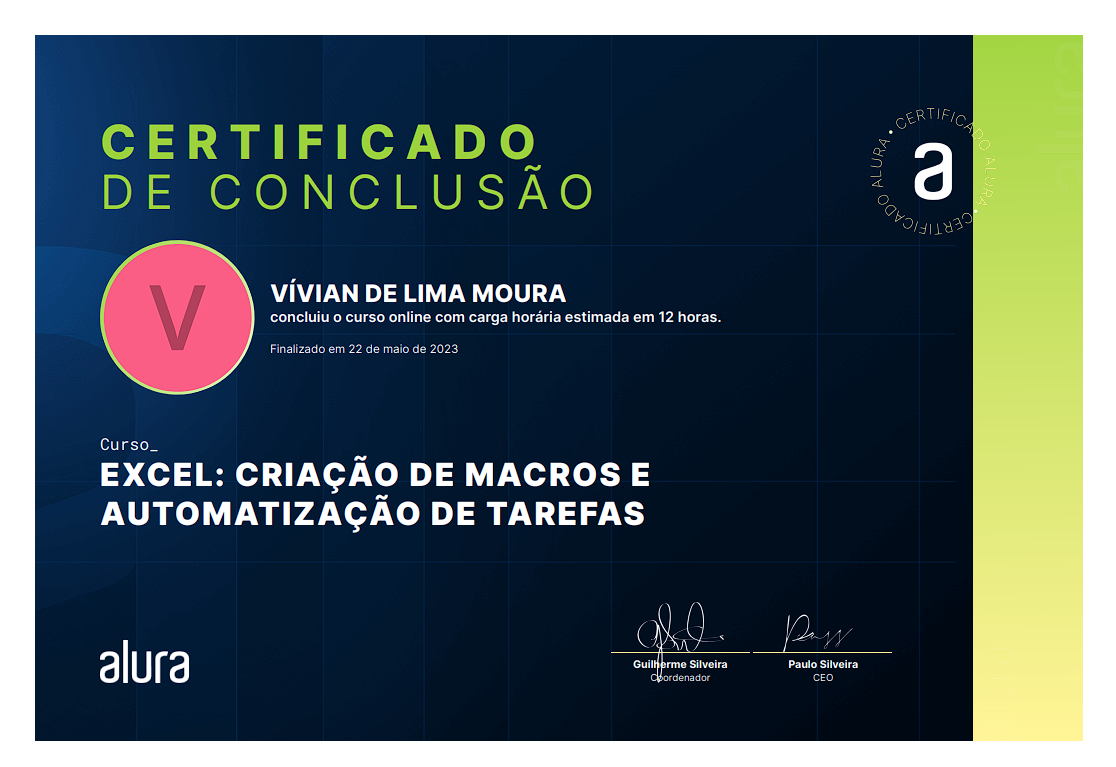 CERTIFICADO
DE CONCLUSÃO
CERTIFICADO ALURA • CERTIFICADO ALURA •
a
V
VÍVIAN DE LIMA MOURA
concluiu o curso online com carga horária estimada em 12 horas.
Finalizado em 22 de maio de 2023
Curso_
EXCEL: CRIAÇÃO DE MACROS E
AUTOMATIZAÇÃO DE TAREFAS
alura
Guilherme Silveira
Coordenador
Paulo Silveira
CEO